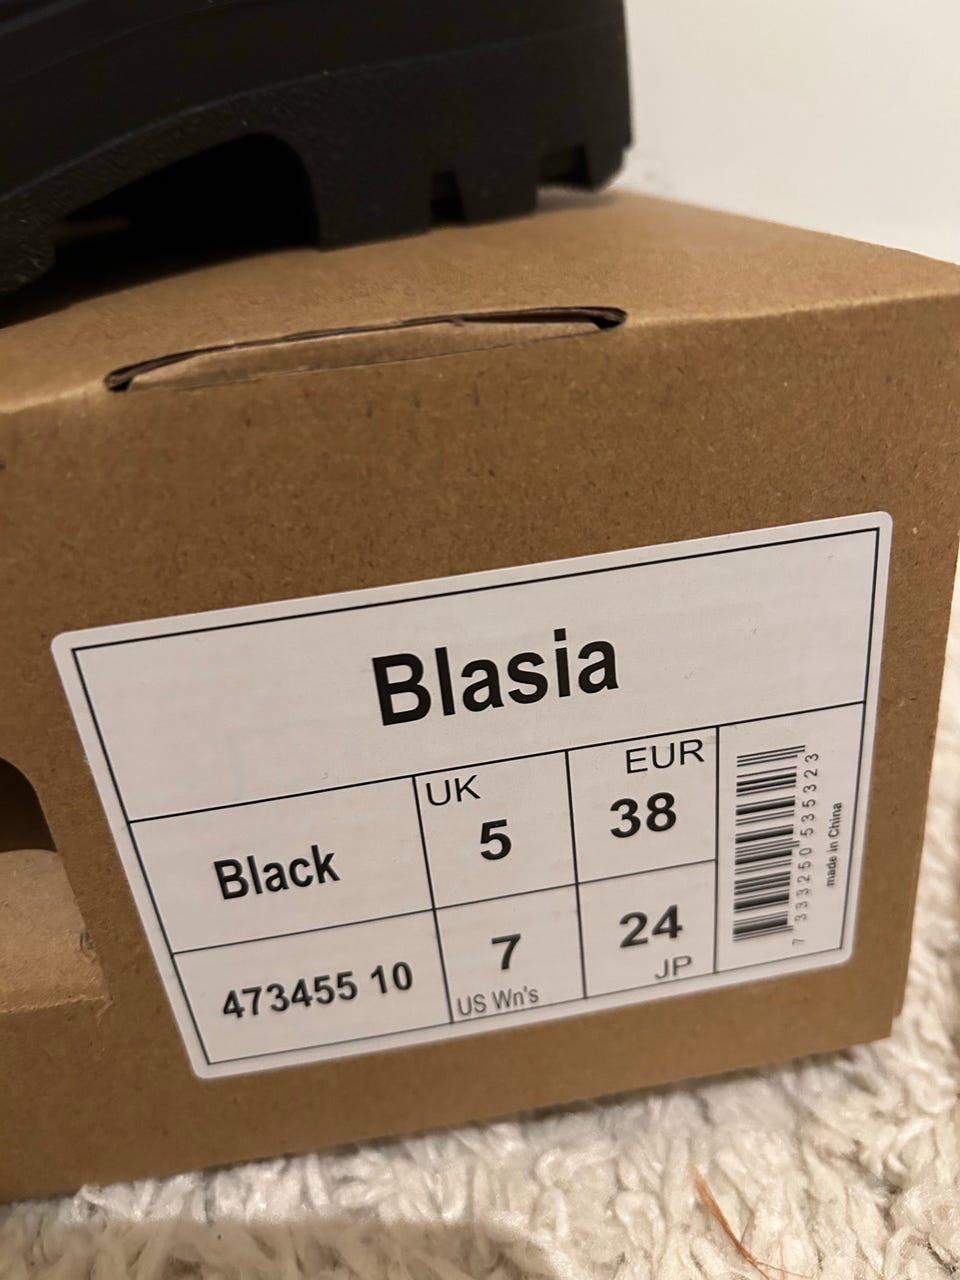 Blasia
Black
UK
5
EUR
38
473455 10
7
US Wn's
24
JP
7 333250 535323
made in China